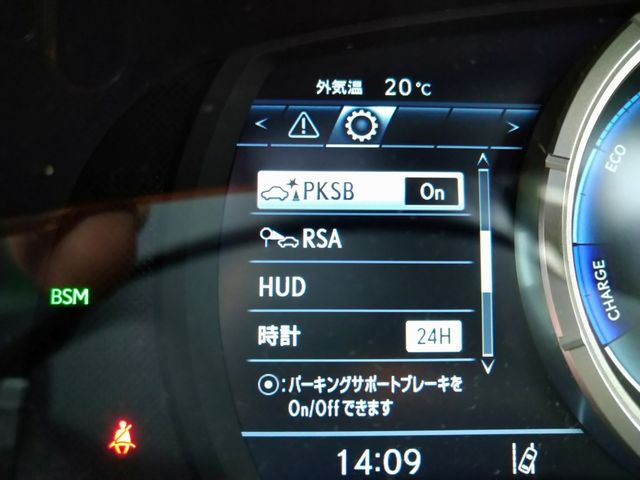 外気温 20℃
PKSB On
RSA
HUD
時計 24H
⦿:パーキングサポートブレーキを
On/Offできます
14:09
BSM
ECO
CHARGE